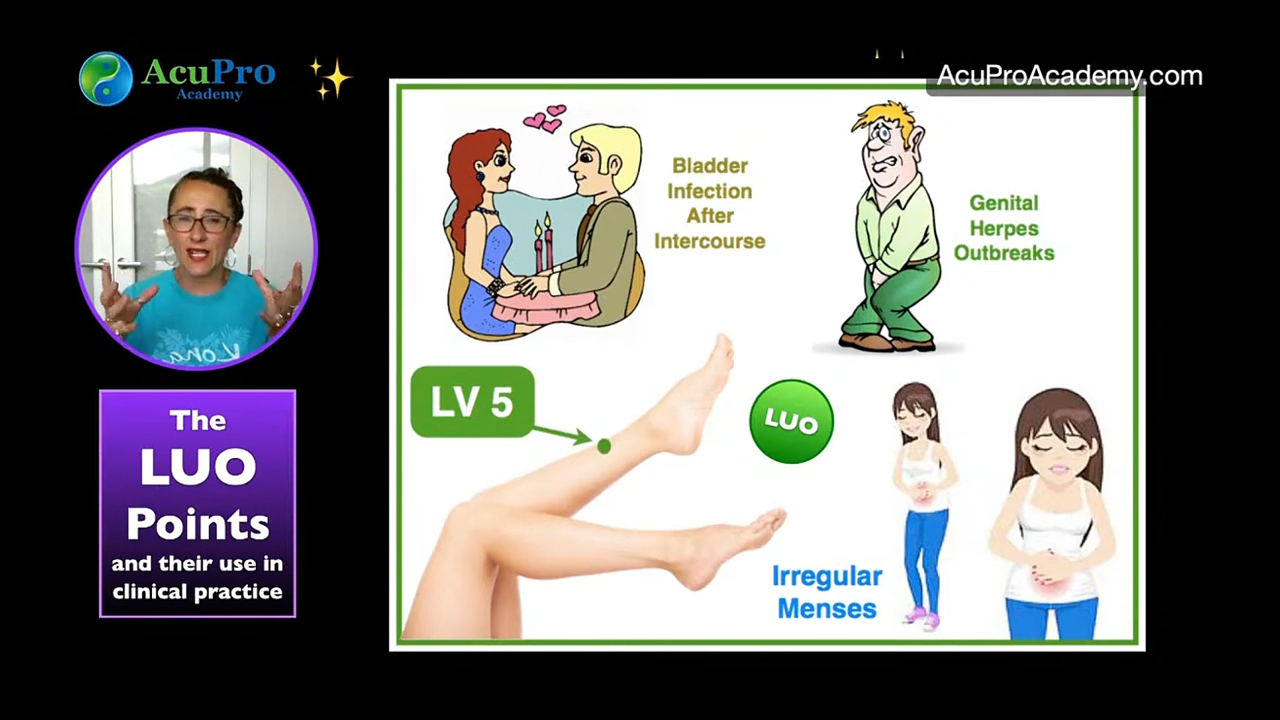 AcuPro
Academy
AcuProAcademy.com
The
LUO
Points
and their use in
clinical practice
Bladder
Infection
After
Intercourse
Genital
Herpes
Outbreaks
LV 5
LUO
Irregular
Menses